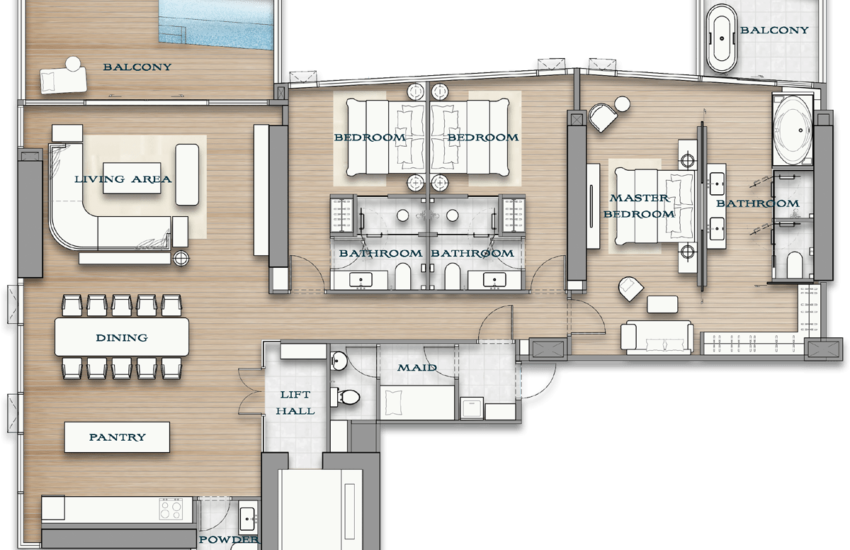 BALCONY
BALCONY
BEDROOM
BEDROOM
LIVING AREA
MASTER
BEDROOM
BATHROOM
BATHROOM
BATHROOM
DINING
MAID
LIFT
HALL
PANTRY
POWDER